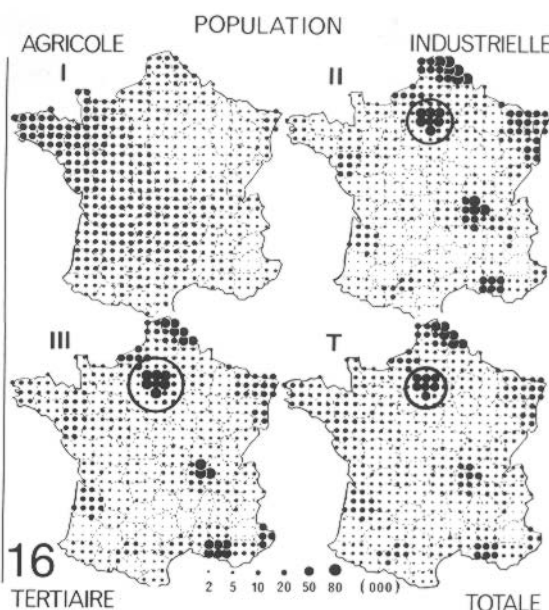 POPULATION
AGRICOLE INDUSTRIELLE
I II
III T
16
2 5 10 20 50 80 (000)
TERTIAIRE TOTALE